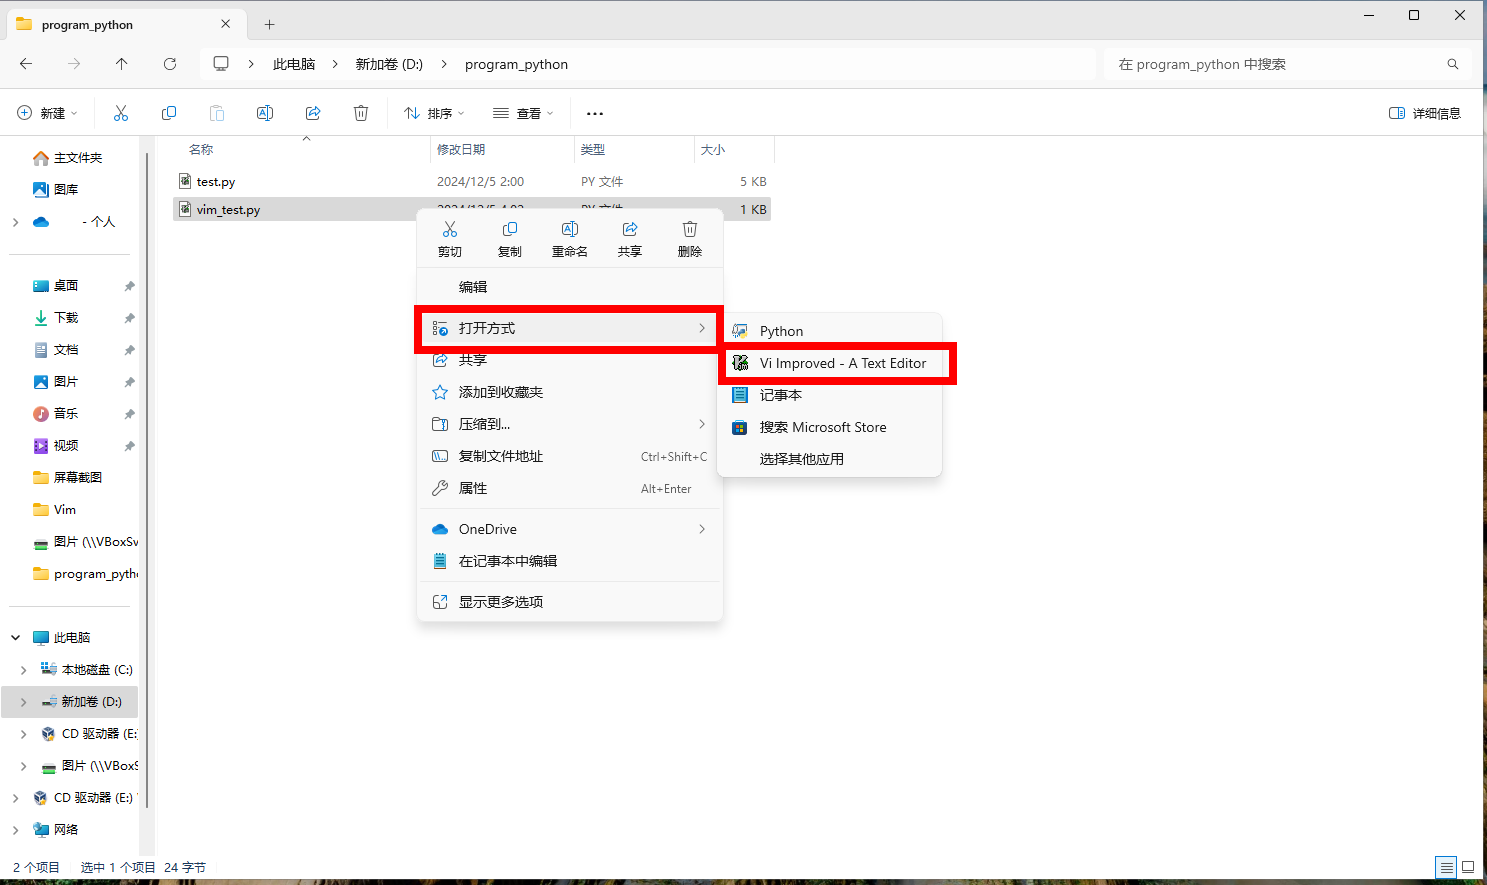 program_python
此电脑
新加卷 (D:)
program_python
在 program_python 中搜索
新建
排序
查看
详细信息
名称
修改日期
类型
大小
test.py
2024/12/5 2:00
PY 文件
5 KB
vim_test.py
1 KB
主文件夹
图库
- 个人
桌面
下载
文档
图片
音乐
视频
屏幕截图
Vim
图片 (\\VBoxSv
program_pytho
此电脑
本地磁盘 (C:)
新加卷 (D:)
CD 驱动器 (E:
图片 (\\VBoxS
CD 驱动器 (E:)
网络
剪切
复制
重命名
共享
删除
编辑
打开方式
共享
添加到收藏夹
压缩到...
复制文件地址
Ctrl+Shift+C
属性
Alt+Enter
OneDrive
在记事本中编辑
显示更多选项
Python
Vi Improved - A Text Editor
记事本
搜索 Microsoft Store
选择其他应用
2 个项目
选中 1 个项目
24 字节